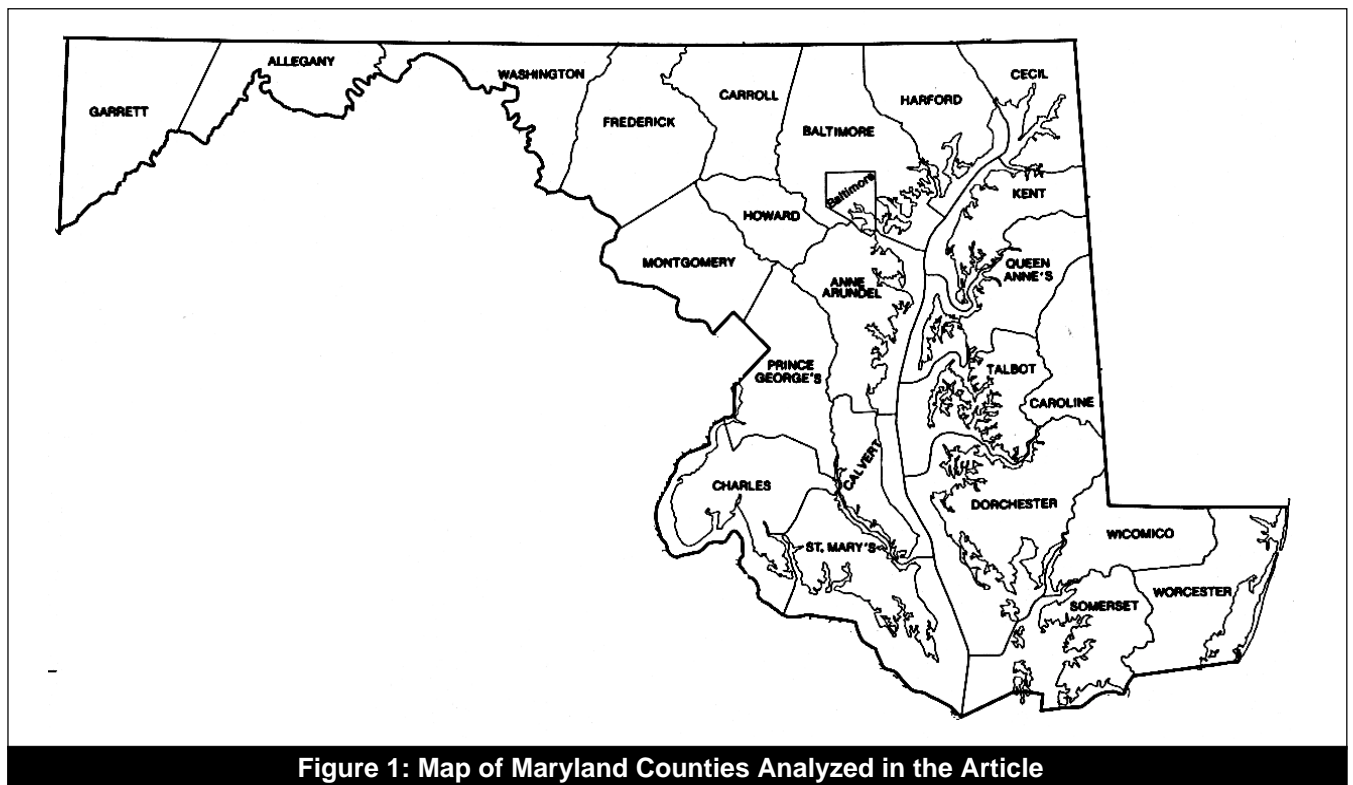 ALLEGANY
WASHINGTON
CECIL
GARRETT
FREDERICK
CARROLL
HARFORD
BALTIMORE
Baltimore
KENT
HOWARD
MONTGOMERY
QUEEN
ANNE'S
ANNE
ARUNDEL
PRINCE
GEORGE'S
TALBOT
CAROLINE
CALVERT
CHARLES
DORCHESTER
ST. MARY'S
WICOMICO
WORCESTER
SOMERSET
Figure 1: Map of Maryland Counties Analyzed in the Article